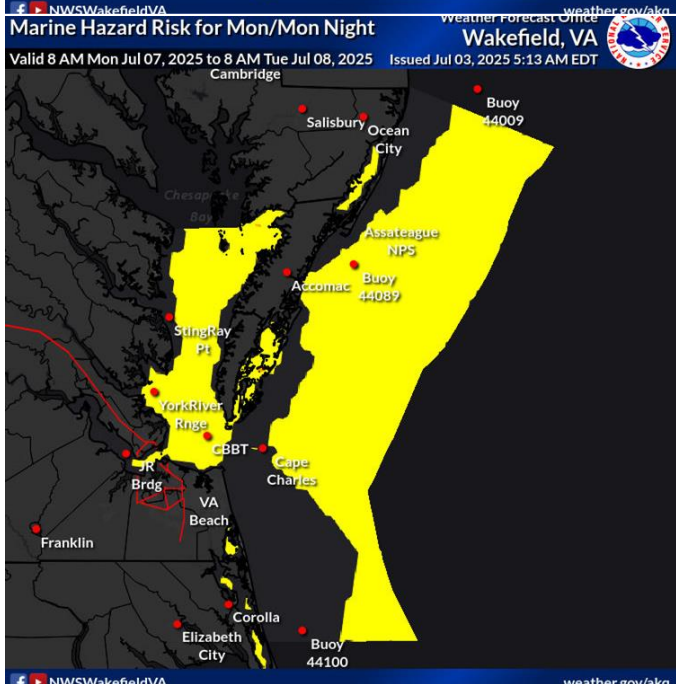 NWSWakefieldVA
weather.gov/akq
Marine Hazard Risk for Mon/Mon Night
Weather Forecast Office
Wakefield, VA
Valid 8 AM Mon Jul 07, 2025 to 8 AM Tue Jul 08, 2025
Issued Jul 03, 2025 5:13 AM EDT
Cambridge
Buoy
44009
Salisbury
Ocean
City
Chesapeake
Bay
Assateague
NPS
Accomac
Buoy
44089
StingRay
Pt
YorkRiver
Rnge
CBBT
Cape
Charles
JR
Brdg
VA
Beach
Franklin
Corolla
Elizabeth
City
Buoy
44100
NWSWakefieldVA
weather.gov/akq